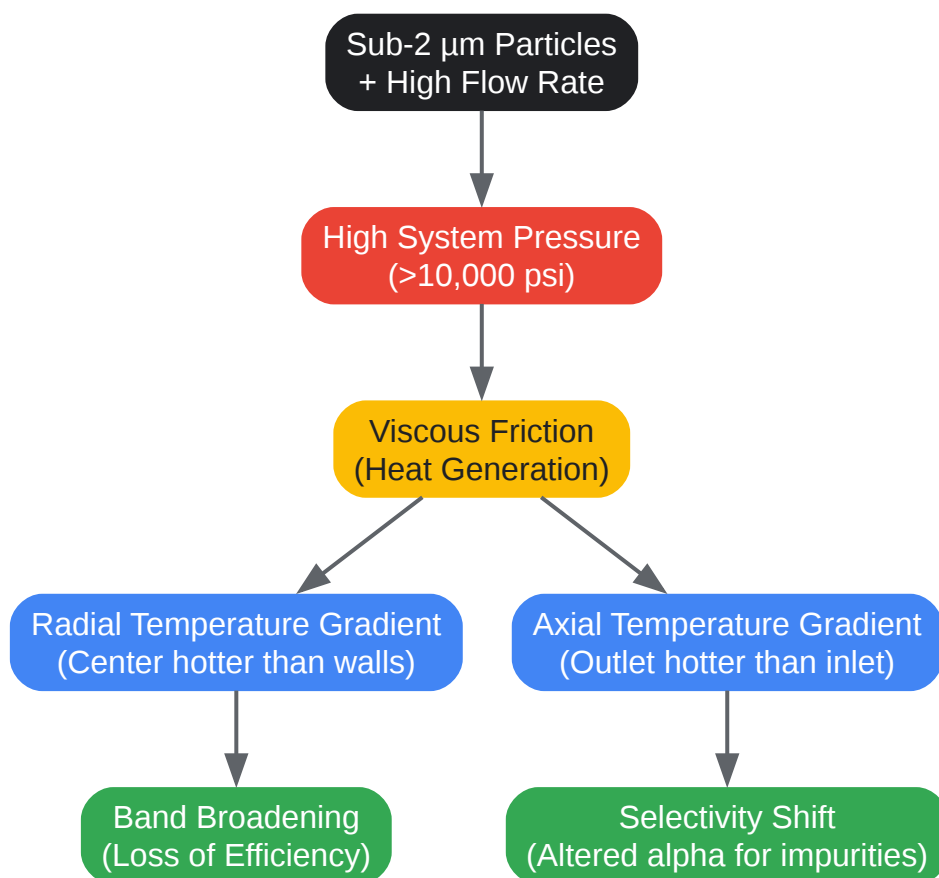 Sub-2 µm Particles
+ High Flow Rate
High System Pressure
(>10,000 psi)
Viscous Friction
(Heat Generation)
Radial Temperature Gradient
(Center hotter than walls)
Axial Temperature Gradient
(Outlet hotter than inlet)
Band Broadening
(Loss of Efficiency)
Selectivity Shift
(Altered alpha for impurities)